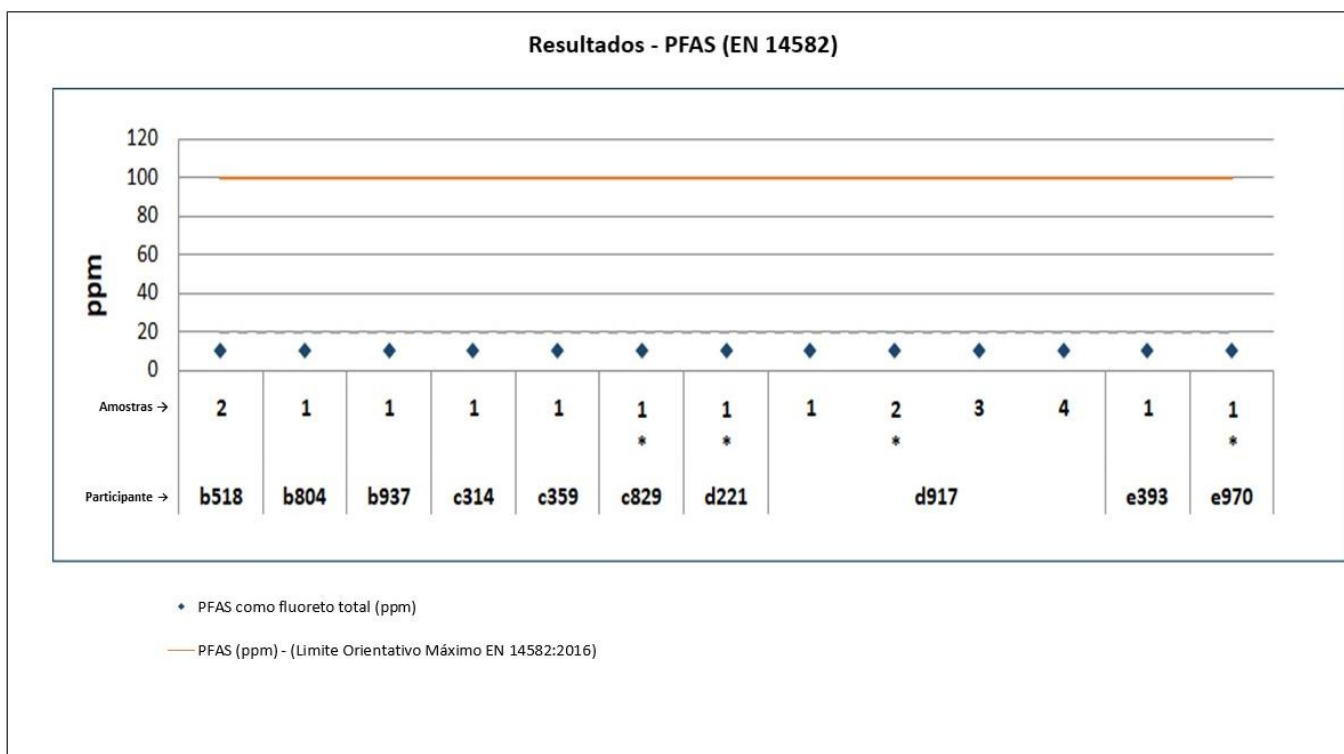 Resultados - PFAS (EN 14582)
120
100
80
60
40
20
0
ppm
Amostras → 2 1 1 1 1 1 1 1 2 3 4 1 1
* * * *
Participante → b518 b804 b937 c314 c359 c829 d221 d917 e393 e970
PFAS como fluoreto total (ppm)
PFAS (ppm) - (Limite Orientativo Máximo EN 14582:2016)